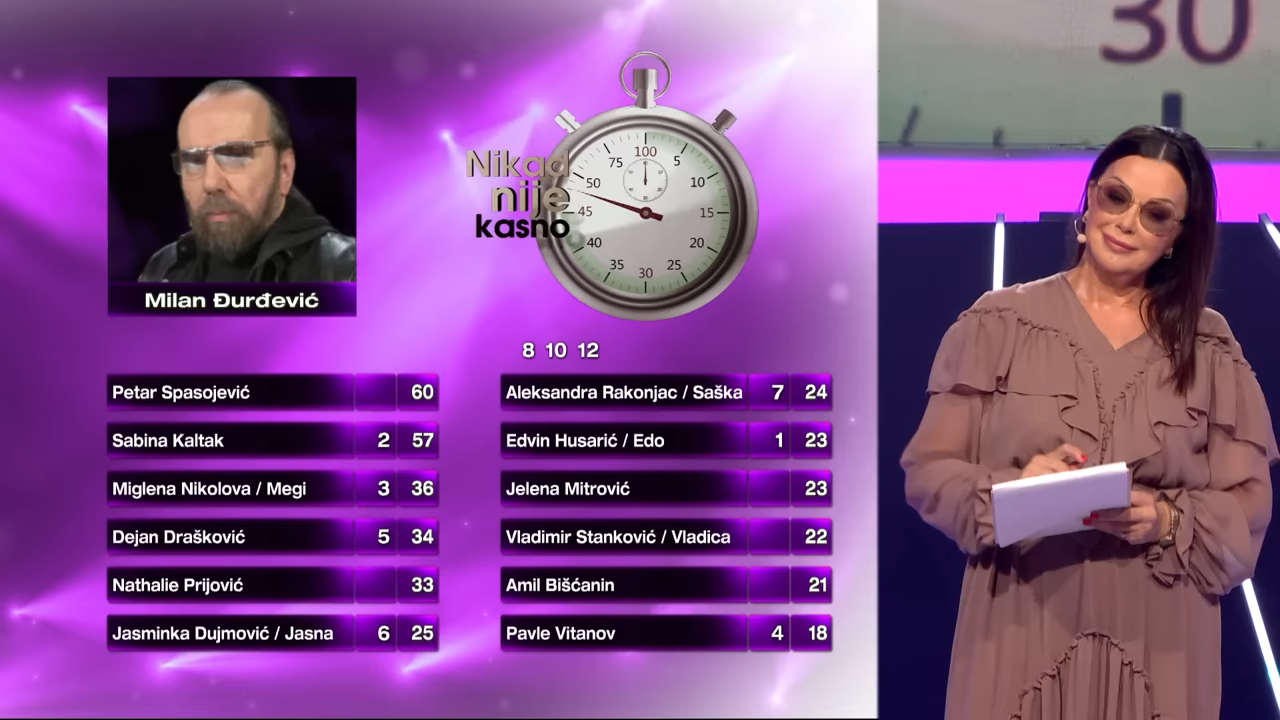 30
Nikad
nije
kasno
100
75 5
50 10
45 15
40 20
35 25
30
Milan Đurđević
8 10 12
Petar Spasojević 60
Sabina Kaltak 2 57
Miglena Nikolova / Megi 3 36
Dejan Drašković 5 34
Nathalie Prijović 33
Jasminka Dujmović / Jasna 6 25
Aleksandra Rakonjac / Saška 7 24
Edvin Husarić / Edo 1 23
Jelena Mitrović 23
Vladimir Stanković / Vladica 22
Amil Bišćanin 21
Pavle Vitanov 4 18